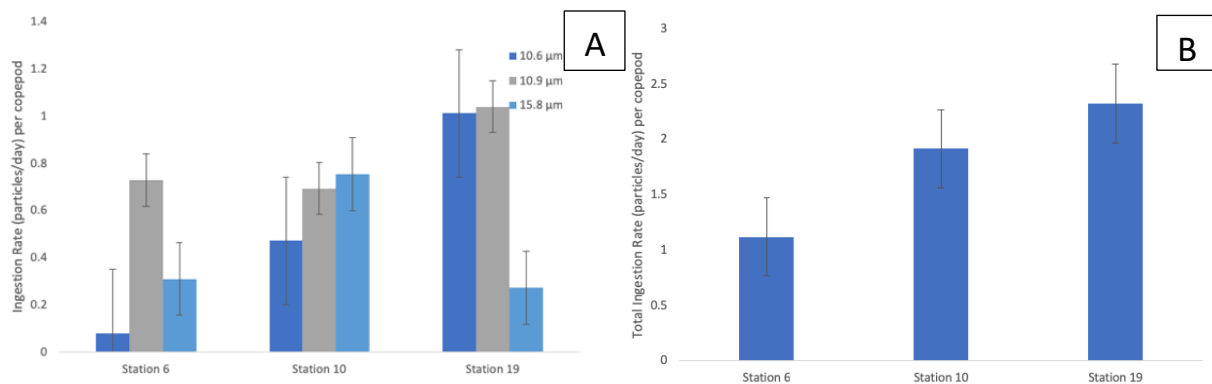 A
Ingestion Rate (particles/day) per copepod
1.4
1.2
1
0.8
0.6
0.4
0.2
0
10.6 µm
10.9 µm
15.8 µm
Station 6
Station 10
Station 19
B
Total Ingestion Rate (particles/day) per copepod
3
2.5
2
1.5
1
0.5
0
Station 6
Station 10
Station 19